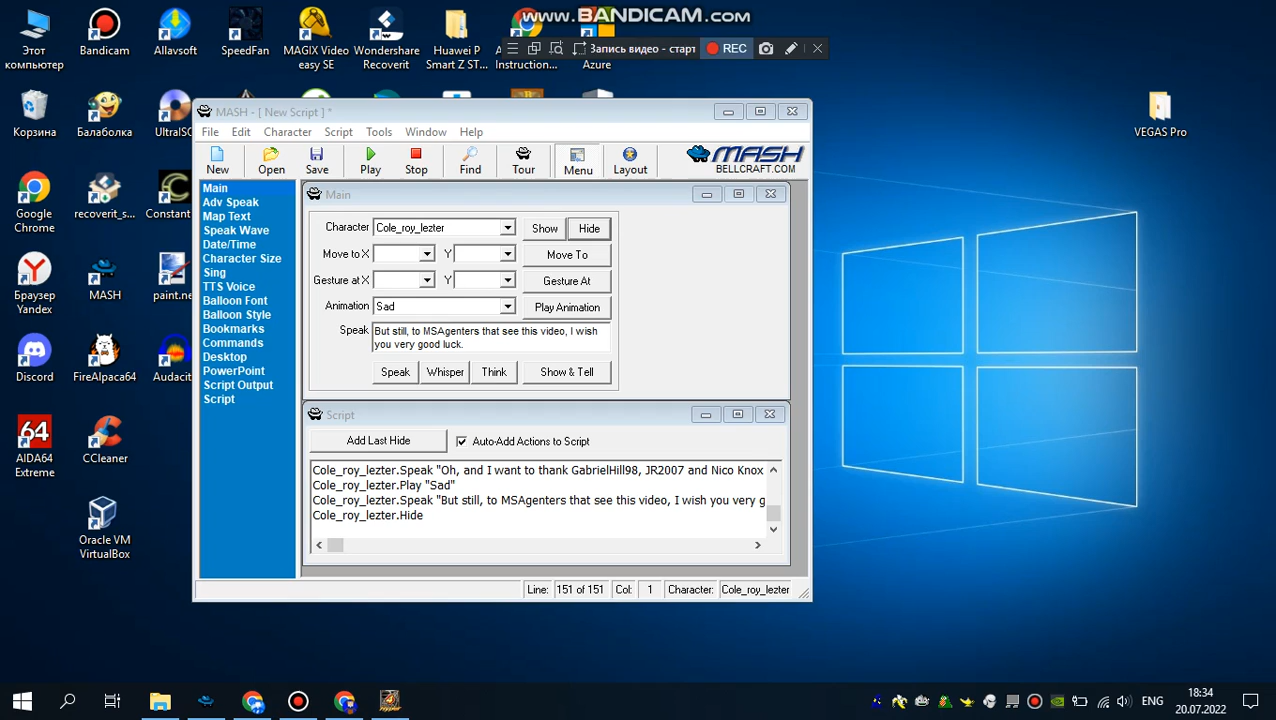 www.BANDICAM.com
Запись видео - старт
REC
Этот компьютер
Bandicam
Allavsoft
SpeedFan
MAGIX Video easy SE
Wondershare Recoverit
Huawei P Smart Z ST...
Instruction...
Azure
Корзина
Балаболка
UltraISO
VEGAS Pro
Google Chrome
recoverit_s...
Constant
Браузер Yandex
MASH
paint.ne
Discord
FireAlpaca64
Audacit
AIDA64 Extreme
64
CCleaner
Oracle VM VirtualBox
MASH - [ New Script ] *
File Edit Character Script Tools Window Help
New Open Save Play Stop Find Tour Menu Layout
MASH
BELLCRAFT.COM
Main
Adv Speak
Map Text
Speak Wave
Date/Time
Character Size
Sing
TTS Voice
Balloon Font
Balloon Style
Bookmarks
Commands
Desktop
PowerPoint
Script Output
Script
Main
Character Cole_roy_lezter Show Hide
Move to X Y Move To
Gesture at X Y Gesture At
Animation Sad Play Animation
Speak But still, to MSAgenters that see this video, I wish
you very good luck.
Speak Whisper Think Show & Tell
Script
Add Last Hide Auto-Add Actions to Script
Cole_roy_lezter.Speak "Oh, and I want to thank GabrielHill98, JR2007 and Nico Knox
Cole_roy_lezter.Play "Sad"
Cole_roy_lezter.Speak "But still, to MSAgenters that see this video, I wish you very g
Cole_roy_lezter.Hide
Line: 151 of 151 Col: 1 Character: Cole_roy_lezter
ENG
18:34
20.07.2022